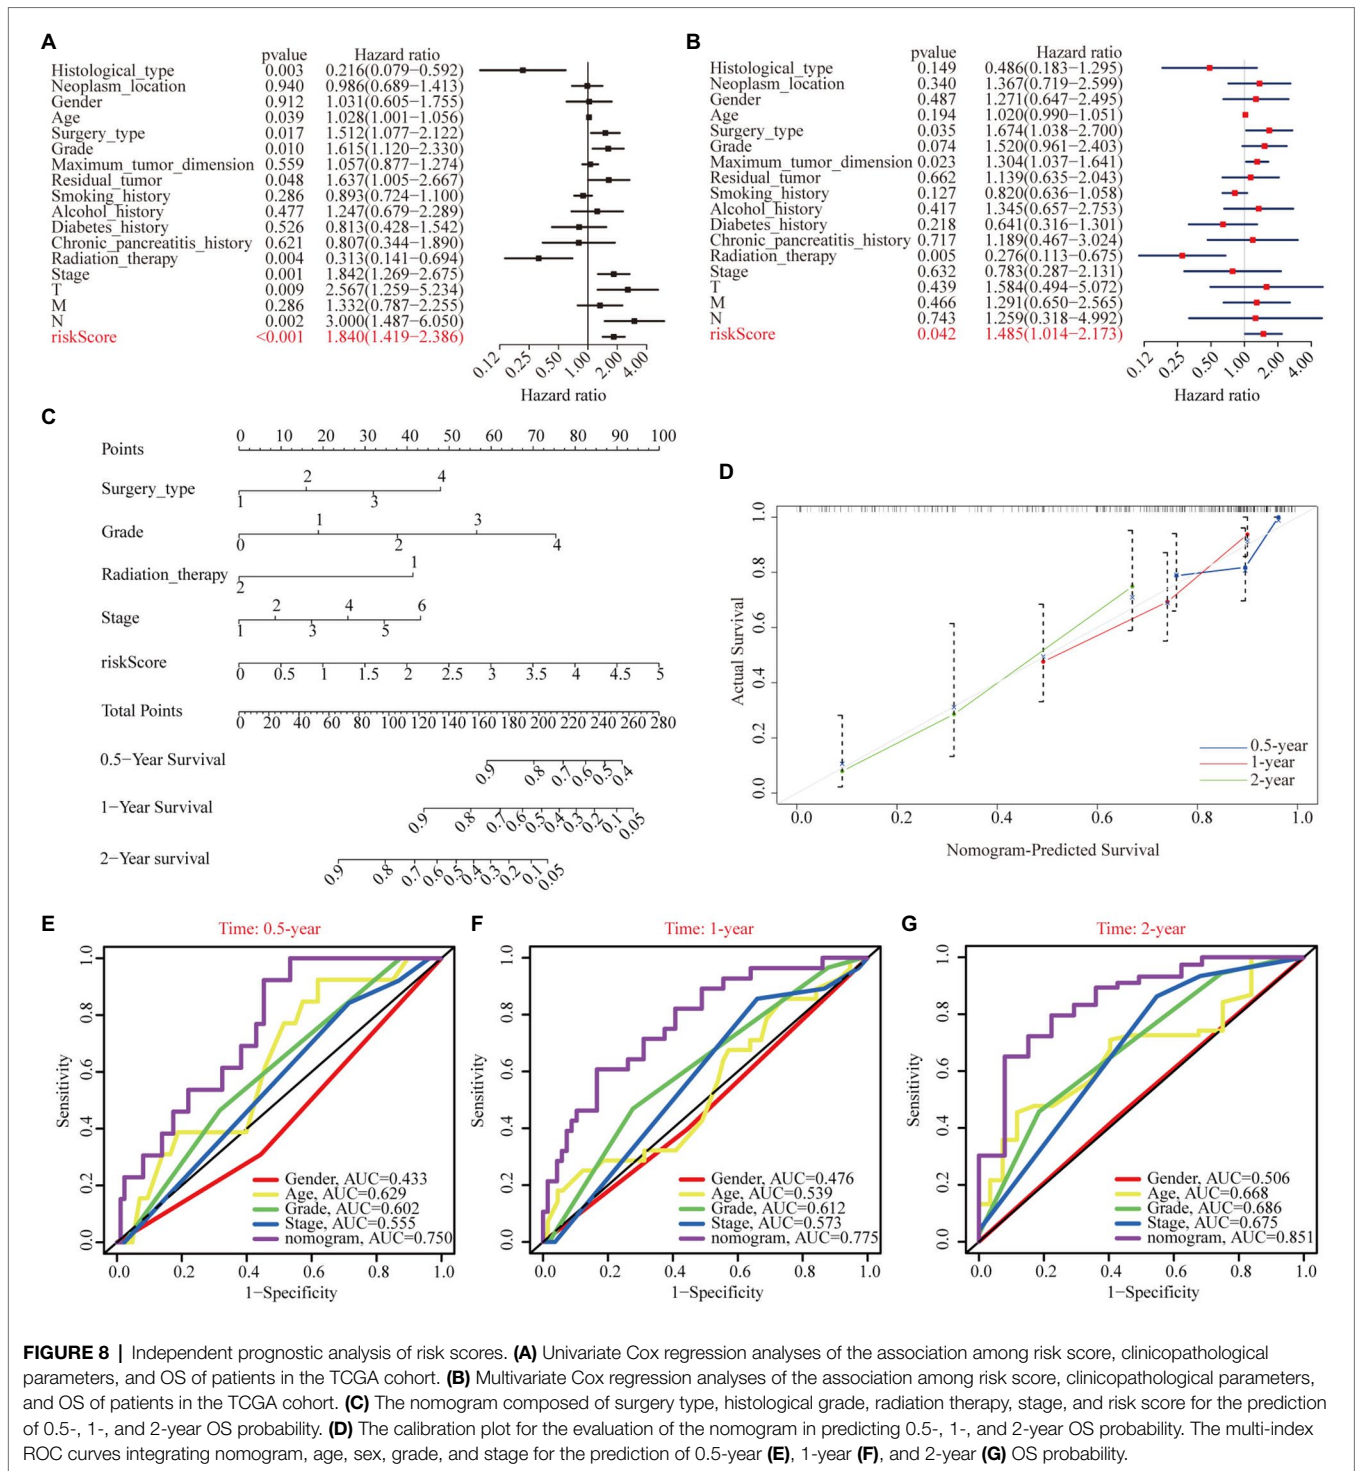 A
pvalue Hazard ratio
Histological_type 0.003 0.216(0.079−0.592)
Neoplasm_location 0.940 0.986(0.689−1.413)
Gender 0.912 1.031(0.605−1.755)
Age 0.039 1.028(1.001−1.056)
Surgery_type 0.017 1.512(1.077−2.122)
Grade 0.010 1.615(1.120−2.330)
Maximum_tumor_dimension 0.559 1.057(0.877−1.274)
Residual_tumor 0.048 1.637(1.005−2.667)
Smoking_history 0.286 0.893(0.724−1.100)
Alcohol_history 0.477 1.247(0.679−2.289)
Diabetes_history 0.526 0.813(0.428−1.542)
Chronic_pancreatitis_history 0.621 0.807(0.344−1.890)
Radiation_therapy 0.004 0.313(0.141−0.694)
Stage 0.001 1.842(1.269−2.675)
T 0.009 2.567(1.259−5.234)
M 0.286 1.332(0.787−2.255)
N 0.002 3.000(1.487−6.050)
riskScore <0.001 1.840(1.419−2.386)
0.12 0.25 0.50 1.00 2.00 4.00
Hazard ratio
B
pvalue Hazard ratio
Histological_type 0.149 0.486(0.183−1.295)
Neoplasm_location 0.340 1.367(0.719−2.599)
Gender 0.487 1.271(0.647−2.495)
Age 0.194 1.020(0.990−1.051)
Surgery_type 0.035 1.674(1.038−2.700)
Grade 0.074 1.520(0.961−2.403)
Maximum_tumor_dimension 0.023 1.304(1.037−1.641)
Residual_tumor 0.662 1.139(0.635−2.043)
Smoking_history 0.127 0.820(0.636−1.058)
Alcohol_history 0.417 1.345(0.657−2.753)
Diabetes_history 0.218 0.641(0.316−1.301)
Chronic_pancreatitis_history 0.717 1.189(0.467−3.024)
Radiation_therapy 0.005 0.276(0.113−0.675)
Stage 0.632 0.783(0.287−2.131)
T 0.439 1.584(0.494−5.072)
M 0.466 1.291(0.650−2.565)
N 0.743 1.259(0.318−4.992)
riskScore 0.042 1.485(1.014−2.173)
0.12 0.25 0.50 1.00 2.00 4.00
Hazard ratio
C
0 10 20 30 40 50 60 70 80 90 100
Points
2 4
Surgery_type
1 3
1 3
Grade
0 2 4
1
Radiation_therapy
2
2 4 6
Stage
1 3 5
riskScore
0 0.5 1 1.5 2 2.5 3 3.5 4 4.5 5
Total Points
0 20 40 60 80 100 120 140 160 180 200 220 240 260 280
0.5−Year Survival
0.9 0.8 0.7 0.6 0.5 0.4
1−Year Survival
0.9 0.8 0.7 0.6 0.5 0.4 0.3 0.2 0.1 0.05
2−Year survival
0.9 0.8 0.7 0.6 0.5 0.4 0.3 0.2 0.1 0.05
D
Actual Survival
1.0
0.8
0.6
0.4
0.2
0.0
0.5-year
1-year
2-year
0.0 0.2 0.4 0.6 0.8 1.0
Nomogram-Predicted Survival
E
Time: 0.5-year
Sensitivity
1.0
0.8
0.6
0.4
0.2
0.0
Gender, AUC=0.433
Age, AUC=0.629
Grade, AUC=0.602
Stage, AUC=0.555
nomogram, AUC=0.750
0.0 0.2 0.4 0.6 0.8 1.0
1−Specificity
F
Time: 1-year
Sensitivity
1.0
0.8
0.6
0.4
0.2
0.0
Gender, AUC=0.476
Age, AUC=0.539
Grade, AUC=0.612
Stage, AUC=0.573
nomogram, AUC=0.775
0.0 0.2 0.4 0.6 0.8 1.0
1−Specificity
G
Time: 2-year
Sensitivity
1.0
0.8
0.6
0.4
0.2
0.0
Gender, AUC=0.506
Age, AUC=0.668
Grade, AUC=0.686
Stage, AUC=0.675
nomogram, AUC=0.851
0.0 0.2 0.4 0.6 0.8 1.0
1−Specificity
FIGURE 8 | Independent prognostic analysis of risk scores. (A) Univariate Cox regression analyses of the association among risk score, clinicopathological
parameters, and OS of patients in the TCGA cohort. (B) Multivariate Cox regression analyses of the association among risk score, clinicopathological parameters,
and OS of patients in the TCGA cohort. (C) The nomogram composed of surgery type, histological grade, radiation therapy, stage, and risk score for the prediction
of 0.5-, 1-, and 2-year OS probability. (D) The calibration plot for the evaluation of the nomogram in predicting 0.5-, 1-, and 2-year OS probability. The multi-index
ROC curves integrating nomogram, age, sex, grade, and stage for the prediction of 0.5-year (E), 1-year (F), and 2-year (G) OS probability.